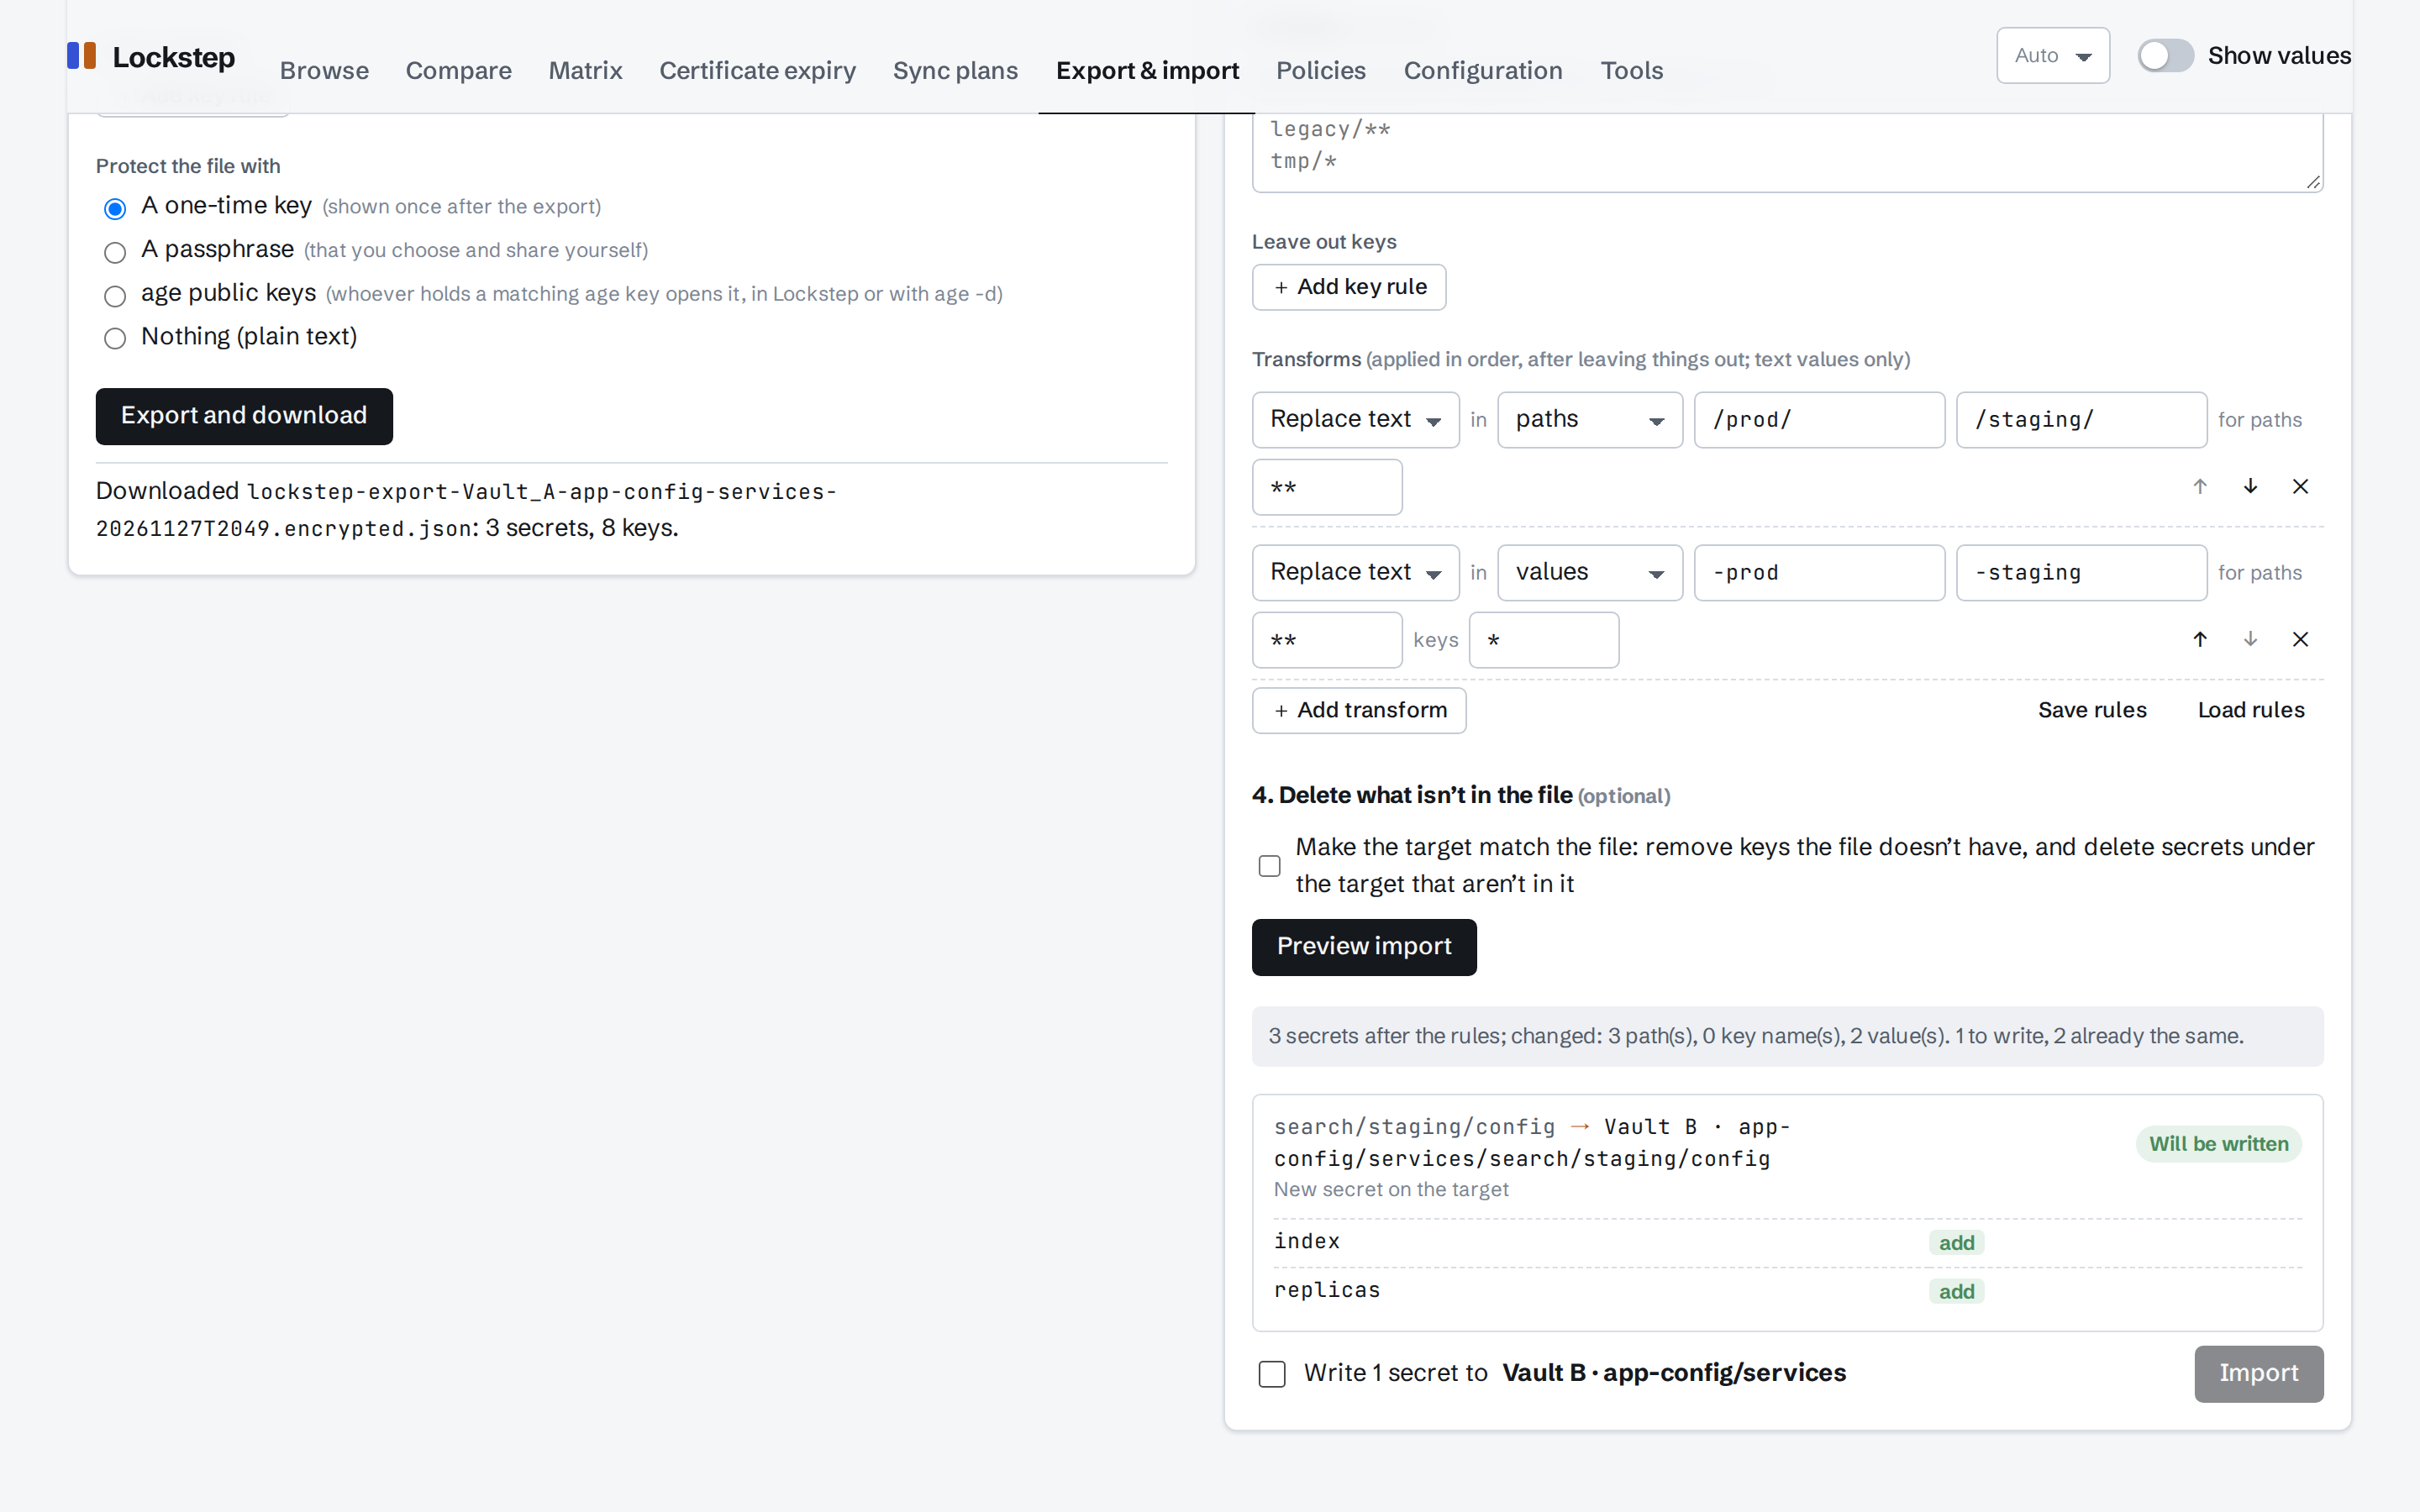 Lockstep
Browse
Compare
Matrix
Certificate expiry
Sync plans
Export & import
Policies
Configuration
Tools
Auto
Show values
Protect the file with
A one-time key (shown once after the export)
A passphrase (that you choose and share yourself)
age public keys (whoever holds a matching age key opens it, in Lockstep or with age -d)
Nothing (plain text)
Export and download
Downloaded lockstep-export-Vault_A-app-config-services-
20261127T2049.encrypted.json: 3 secrets, 8 keys.
legacy/**
tmp/*
Leave out keys
+ Add key rule
Transforms (applied in order, after leaving things out; text values only)
Replace text in paths /prod/ /staging/ for paths
** ↑ ↓ ×
Replace text in values -prod -staging for paths
** keys * ↑ ↓ ×
+ Add transform Save rules Load rules
4. Delete what isn’t in the file (optional)
Make the target match the file: remove keys the file doesn’t have, and delete secrets under
the target that aren’t in it
Preview import
3 secrets after the rules; changed: 3 path(s), 0 key name(s), 2 value(s). 1 to write, 2 already the same.
search/staging/config → Vault B · app-
config/services/search/staging/config
Will be written
New secret on the target
index add
replicas add
Write 1 secret to Vault B · app-config/services
Import